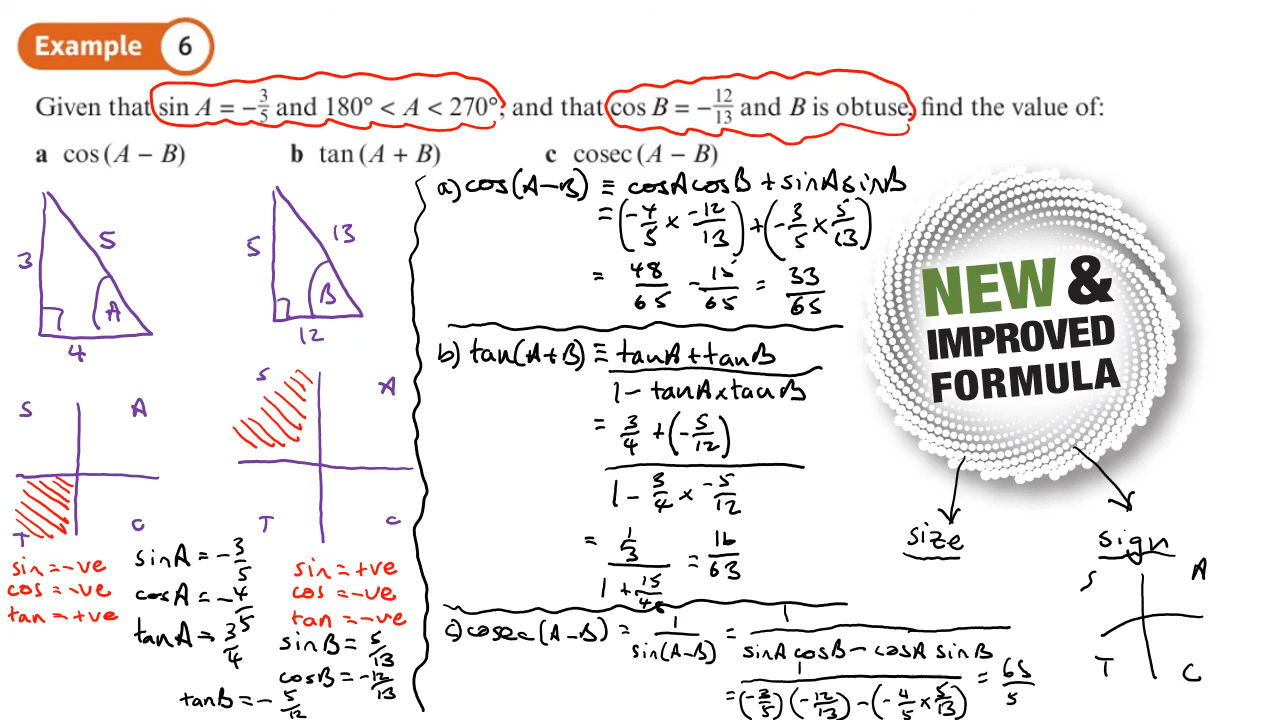 Example 6
Given that sin A = −3/5 and 180° < A < 270°, and that cos B = −12/13 and B is obtuse, find the value of:
a cos (A − B) b tan (A + B) c cosec (A − B)
3 5 A 4
5 13 B 12
S A T C
S A T C
sin = -ve
cos = -ve
tan = +ve
sinA = -3/5
cosA = -4/5
tanA = 3/4
sin = +ve
cos = -ve
tan = -ve
sinB = 5/13
cosB = -12/13
tanB = -5/12
a) cos(A-B) ≡ cosAcosB + sinAsinB
= (-4/5 x -12/13) + (-3/5 x 5/13)
= 48/65 - 15/65 = 33/65
b) tan(A+B) ≡ tanA + tanB
1 - tanA x tanB
= 3/4 + (-5/12)
1 - 3/4 x -5/12
= 1/3
1 + 15/48
= 16/63
c) cosec(A-B) = 1/sin(A-B) = 1
sinA cosB - cosA sinB
= 1
(-3/5)(-12/13) - (-4/5 x 5/13)
= 65/5
NEW &
IMPROVED
FORMULA
size
sign
S A
T C